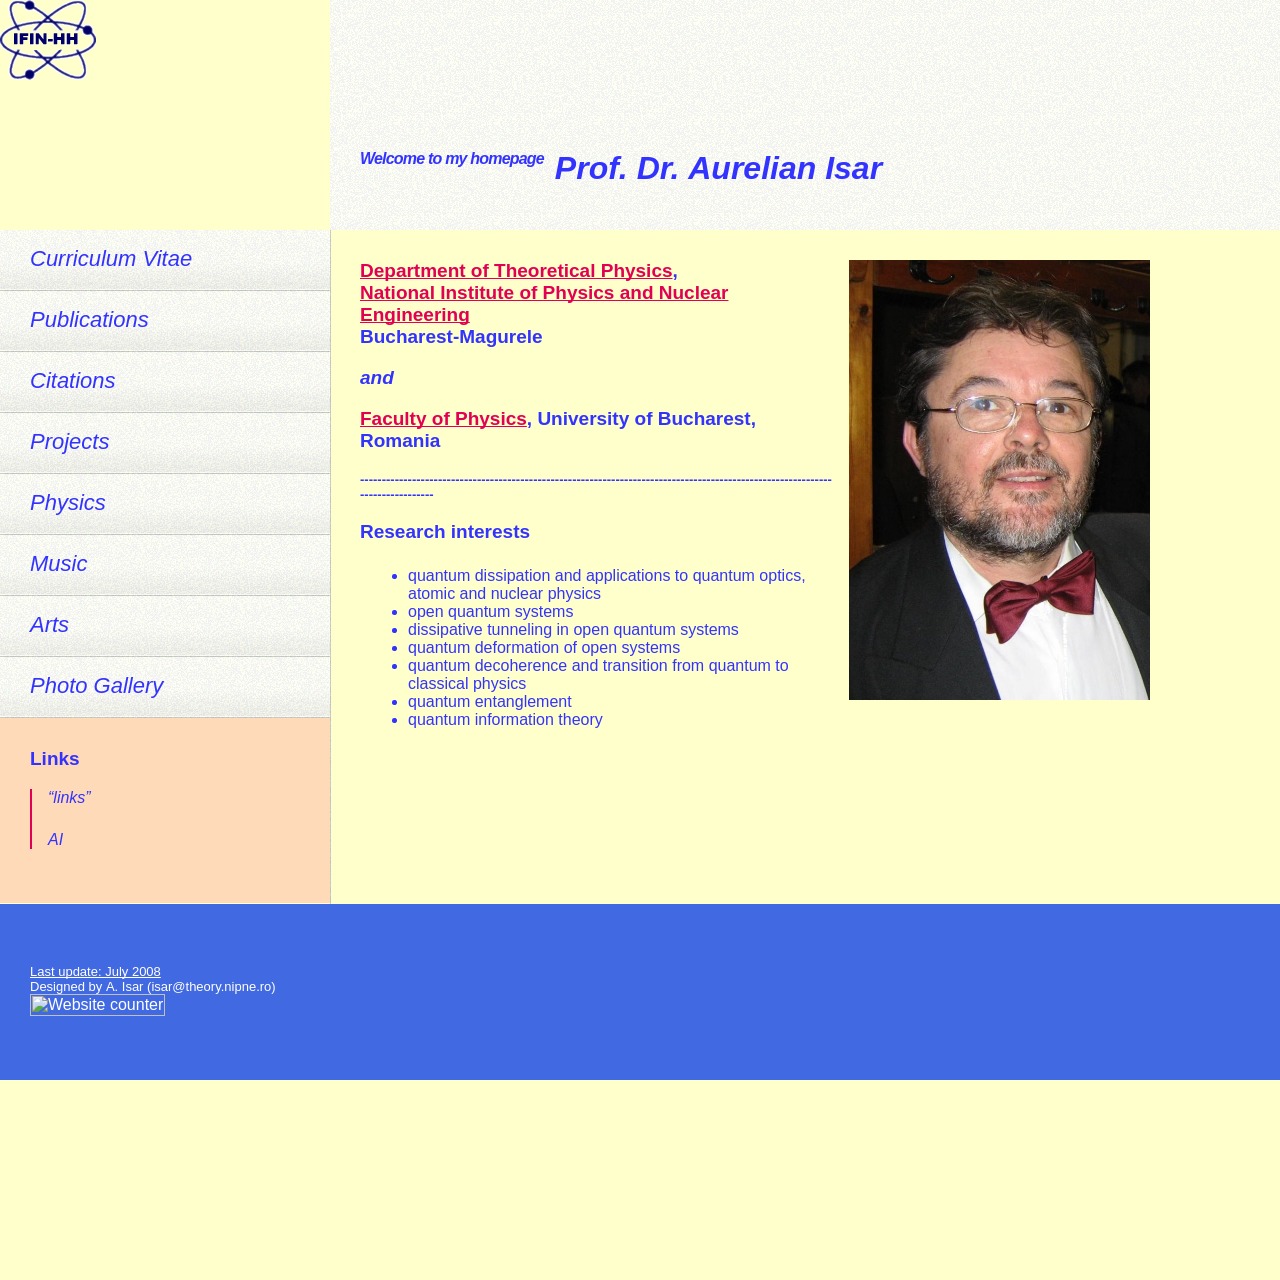 IFIN-HH
Welcome to my homepage Prof. Dr. Aurelian Isar
Curriculum Vitae
Publications
Citations
Projects
Physics
Music
Arts
Photo Gallery
Links
“links”
AI
Department of Theoretical Physics,
National Institute of Physics and Nuclear
Engineering
Bucharest-Magurele
and
Faculty of Physics, University of Bucharest,
Romania
-------------------------------------------------------------------------------------------------------------
-----------------
Research interests
• quantum dissipation and applications to quantum optics,
atomic and nuclear physics
• open quantum systems
• dissipative tunneling in open quantum systems
• quantum deformation of open systems
• quantum decoherence and transition from quantum to
classical physics
• quantum entanglement
• quantum information theory
Last update: July 2008
Designed by A. Isar (isar@theory.nipne.ro)
Website counter